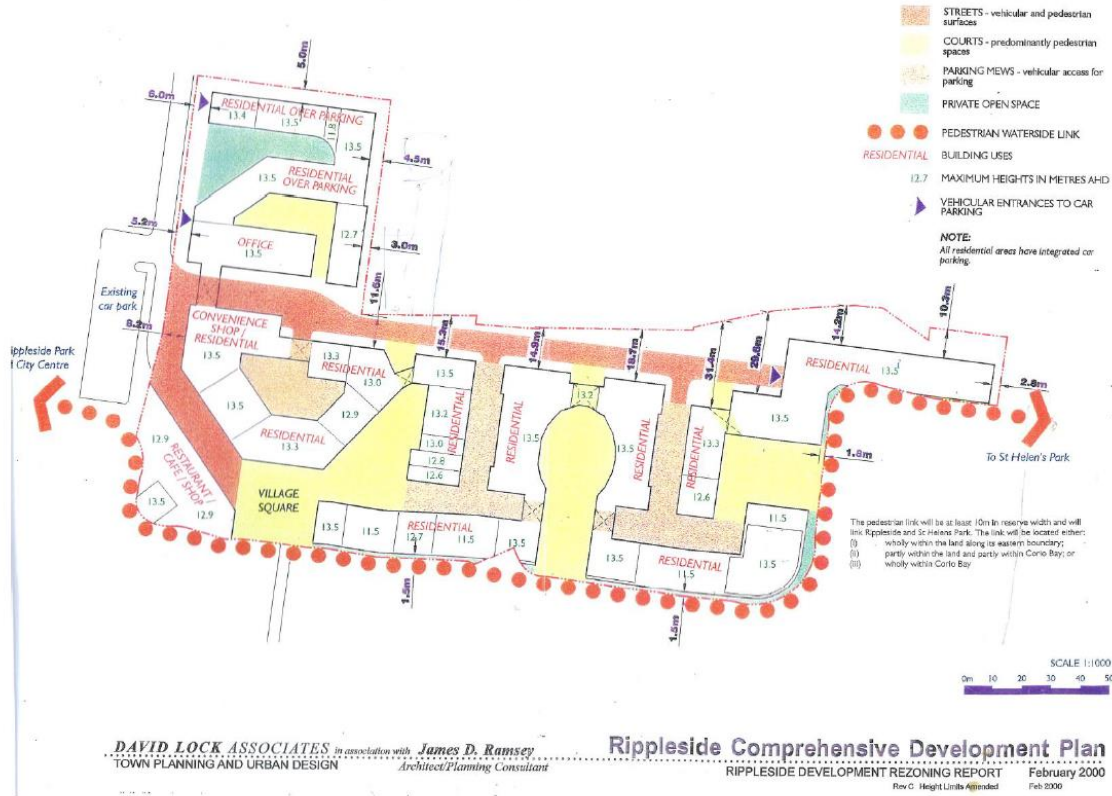 STREETS - vehicular and pedestrian
surfaces
COURTS - predominantly pedestrian
spaces
PARKING MEWS - vehicular access for
parking
PRIVATE OPEN SPACE
PEDESTRIAN WATERSIDE LINK
RESIDENTIAL BUILDING USES
12.7 MAXIMUM HEIGHTS IN METRES AHD
VEHICULAR ENTRANCES TO CAR
PARKING
NOTE:
All residential areas have integrated car
parking.
5.0m
6.0m
RESIDENTIAL OVER PARKING
13.4
13.5
11.8
13.5
4.5m
RESIDENTIAL
OVER PARKING
13.5
5.2m
12.7
3.0m
OFFICE
13.5
Existing
car park
11.6m
8.2m
CONVENIENCE
SHOP /
RESIDENTIAL
13.5
15.3m
14.9m
18.7m
31.4m
29.6m
14.2m
10.3m
ippleside Park
City Centre
13.3
RESIDENTIAL
13.0
13.5
13.2
RESIDENTIAL
13.5
RESIDENTIAL
13.2
13.5
RESIDENTIAL
13.3
RESIDENTIAL
13.5
RESIDENTIAL
13.5
2.8m
13.5
12.9
RESIDENTIAL
13.3
13.0
12.8
12.6
12.6
1.8m
To St Helen's Park
12.9
RESTAURANT /
CAFE / SHOP
12.9
13.5
VILLAGE
SQUARE
13.5
11.5
RESIDENTIAL
12.7
11.5
13.5
13.5
RESIDENTIAL
11.5
13.5
11.5
1.5m
1.5m
The pedestrian link will be at least 10m in reserve width and will
link Rippleside and St Helens Park. The link will be located either:
(i) wholly within the land along its eastern boundary;
(ii) partly within the land and partly within Corio Bay; or
(iii) wholly within Corio Bay
SCALE 1:1000
0m 10 20 30 40 50
DAVID LOCK ASSOCIATES in association with James D. Ramsey
TOWN PLANNING AND URBAN DESIGN Architect/Planning Consultant
Rippleside Comprehensive Development Plan
RIPPLESIDE DEVELOPMENT REZONING REPORT February 2000
Rev C Height Limits Amended Feb 2000